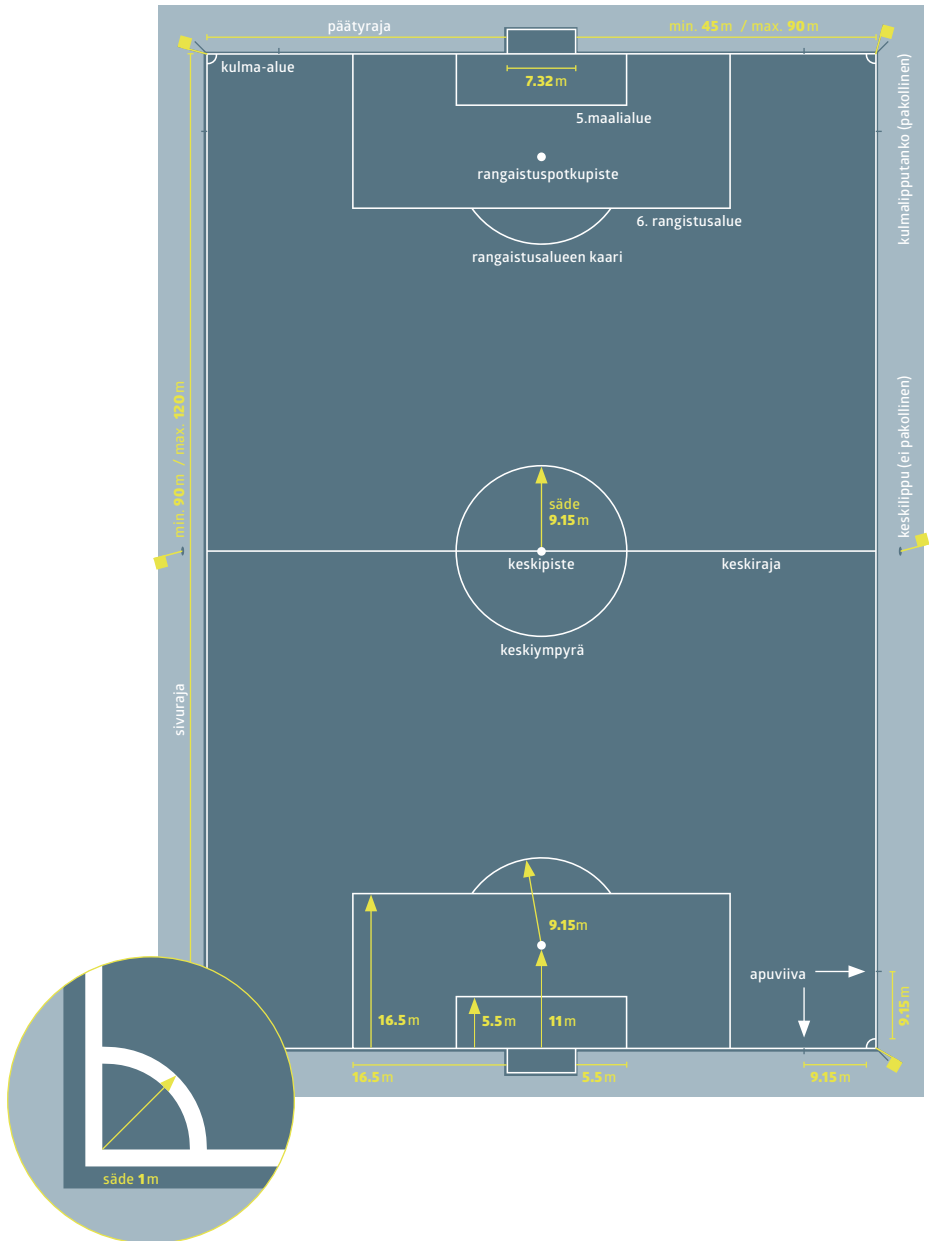 päätyraja
min. 45 m / max. 90 m
kulma-alue
7.32 m
5.maalialue
rangaistuspotkupiste
6. rangistusalue
rangaistusalueen kaari
kulmalipputanko (pakollinen)
min. 90 m / max. 120 m
keskilippu (ei pakollinen)
säde
9.15 m
keskipiste
keskiraja
keskiympyrä
sivuraja
9.15 m
apuviiva
16.5 m
5.5 m
11 m
9.15 m
16.5 m
5.5 m
9.15 m
säde 1 m